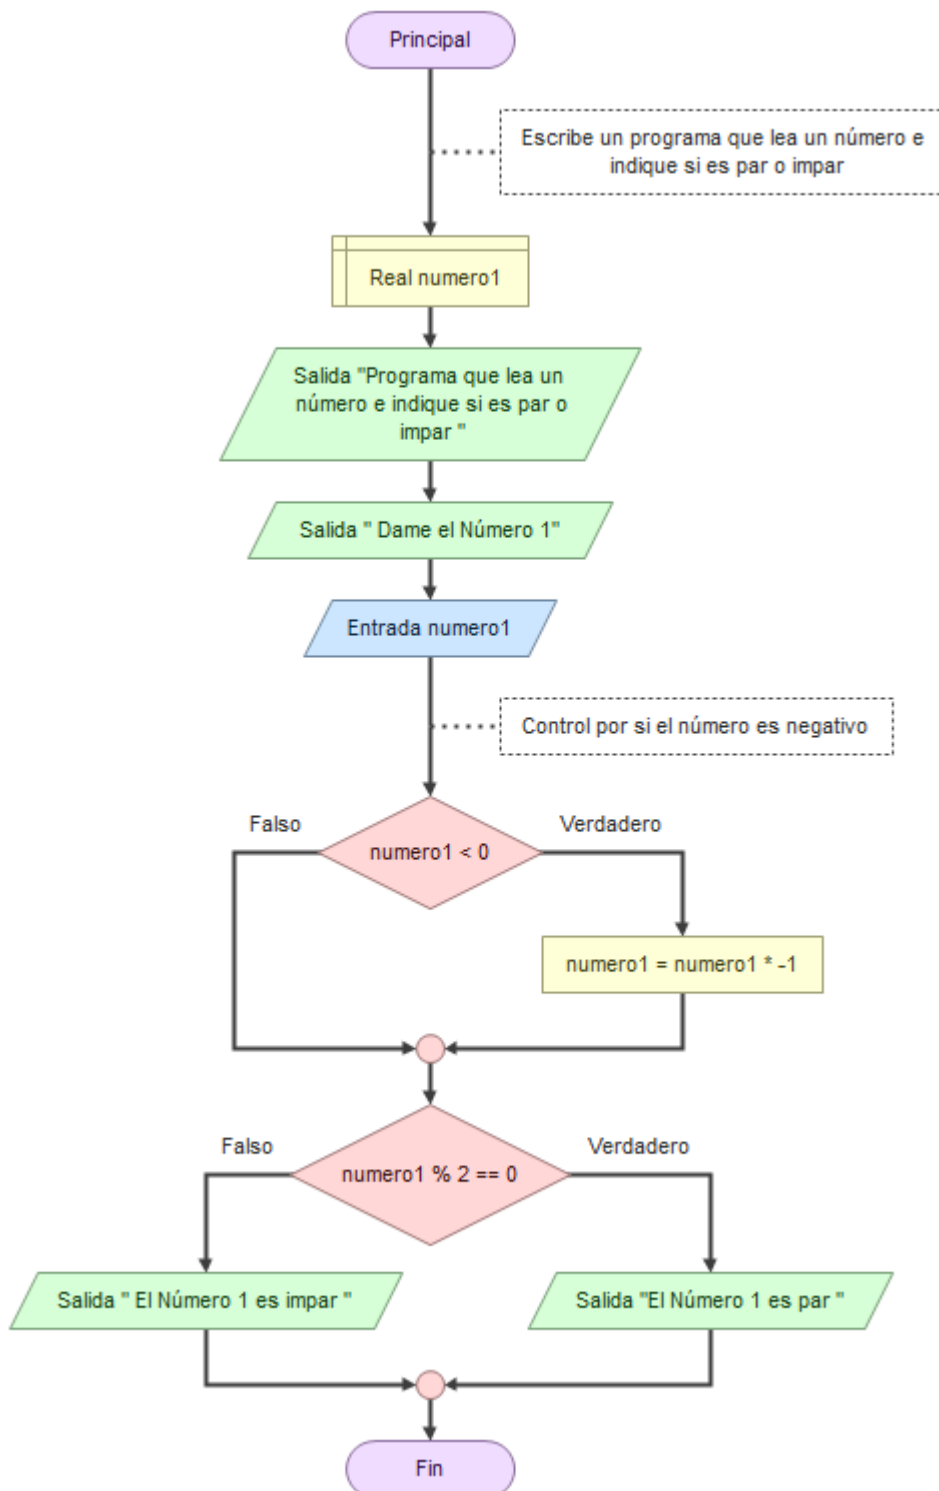 Principal
Escribe un programa que lea un número e
indique si es par o impar
Real numero1
Salida "Programa que lea un
número e indique si es par o
impar "
Salida " Dame el Número 1"
Entrada numero1
Control por si el número es negativo
Falso
Verdadero
numero1 < 0
numero1 = numero1 * -1
Falso
Verdadero
numero1 % 2 == 0
Salida " El Número 1 es impar "
Salida "El Número 1 es par "
Fin